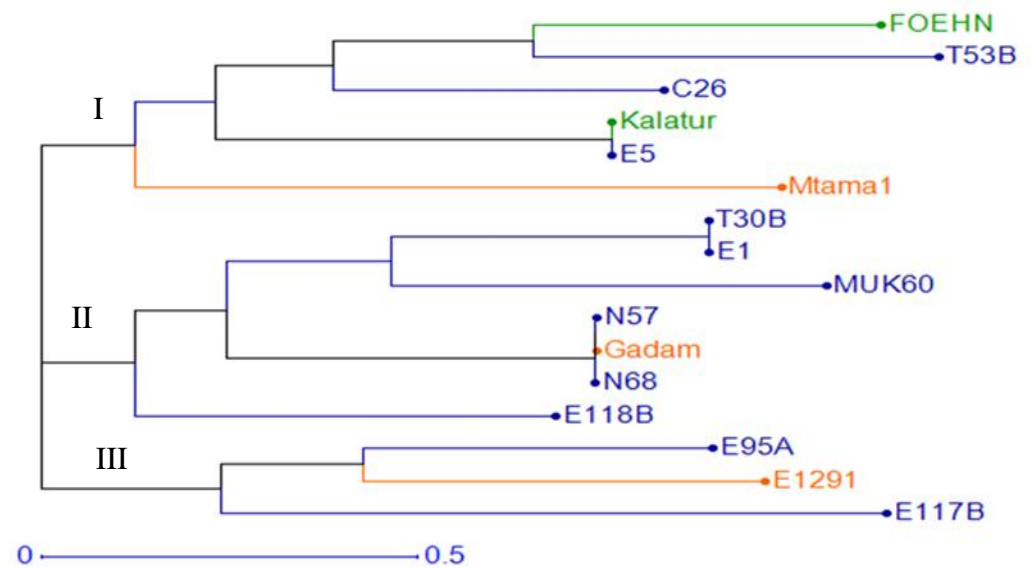 FOEHN
T53B
C26
I
Kalatur
E5
Mtama1
T30B
E1
MUK60
II
N57
Gadam
N68
E118B
E95A
III
E1291
E117B
0 0.5